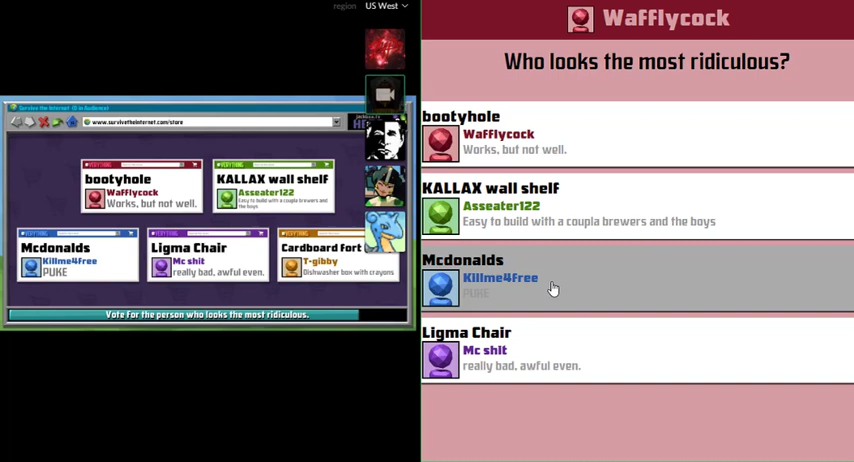 region US West
Survive the Internet (ID in Audience)
www.survivetheinternet.com/store
bootyhole
Wafflycock
Works, but not well.
KALLAX wall shelf
Asseater122
Easy to build with a coupla brewers and the boys
Mcdonalds
Killme4free
PUKE
Ligma Chair
Mc shit
really bad, awful even.
Cardboard fort
T-gibby
Dishwasher box with crayons
Vote for the person who looks the most ridiculous.
Wafflycock
Who looks the most ridiculous?
bootyhole
Wafflycock
Works, but not well.
KALLAX wall shelf
Asseater122
Easy to build with a coupla brewers and the boys
Mcdonalds
Killme4free
PUKE
Ligma Chair
Mc shit
really bad, awful even.